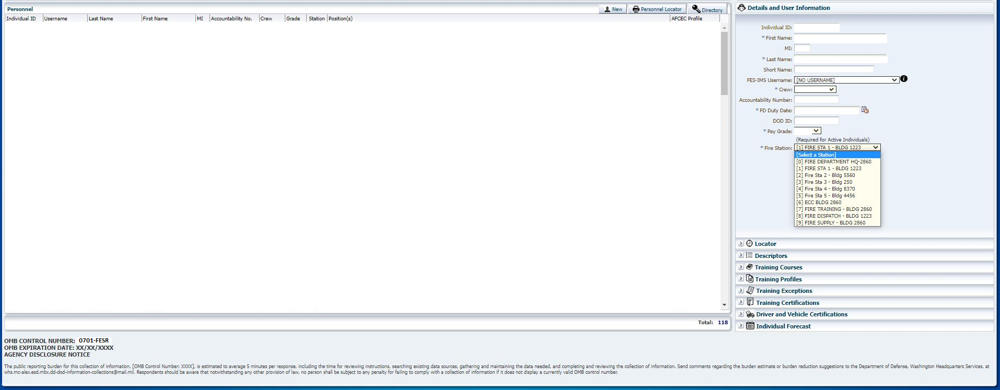 Personnel
New
Personnel Locator
Directory
Individual ID Username Last Name First Name MI Accountability No. Crew Grade Station Position(s) AFCEC Profile
Total: 118
Details and User Information
Individual ID:
* First Name:
MI:
* Last Name:
Short Name:
FES-IMS Username: [NO USERNAME]
* Crew:
Accountability Number:
* FD Duty Date:
DOD ID:
* Pay Grade:
(Required for Active Individuals)
* Fire Station: [1] FIRE STA 1 - BLDG 1223
[Select a Station]
[0] FIRE DEPARTMENT HQ-2860
[1] FIRE STA 1 - BLDG 1223
[2] Fire Sta 2 - Bldg 5560
[3] Fire Sta 3 - Bldg 250
[4] Fire Sta 4 - Bldg 8370
[5] Fire Sta 5 - Bldg 4456
[6] ECC BLDG 2860
[7] FIRE TRAINING - BLDG 2860
[8] FIRE DISPATCH - BLDG 1223
[9] FIRE SUPPLY - BLDG 2860
Locator
Descriptors
Training Courses
Training Profiles
Training Exceptions
Training Certifications
Driver and Vehicle Certifications
Individual Forecast
OMB CONTROL NUMBER: 0701-FESR
OMB EXPIRATION DATE: XX/XX/XXXX
AGENCY DISCLOSURE NOTICE
The public reporting burden for this collection of information, [OMB Control Number: XXXX], is estimated to average 5 minutes per response, including the time for reviewing instructions, searching existing data sources, gathering and maintaining the data needed, and completing and reviewing the collection of information. Send comments regarding the burden estimate or burden reduction suggestions to the Department of Defense, Washington Headquarters Services, at
whs.mc-alex.esd.mbx.dd-dod-information-collections@mail.mil. Respondents should be aware that notwithstanding any other provision of law, no person shall be subject to any penalty for failing to comply with a collection of information if it does not display a currently valid OMB control number.